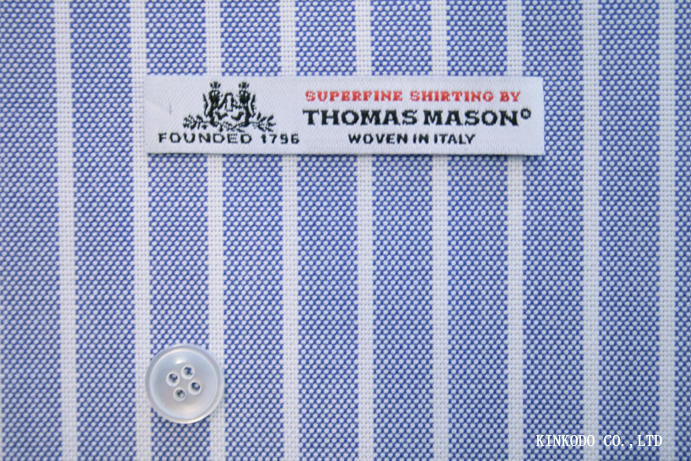 SUPERFINE SHIRTING BY
THOMAS MASON®
FOUNDED 1796
WOVEN IN ITALY
KINKODO CO.,LTD